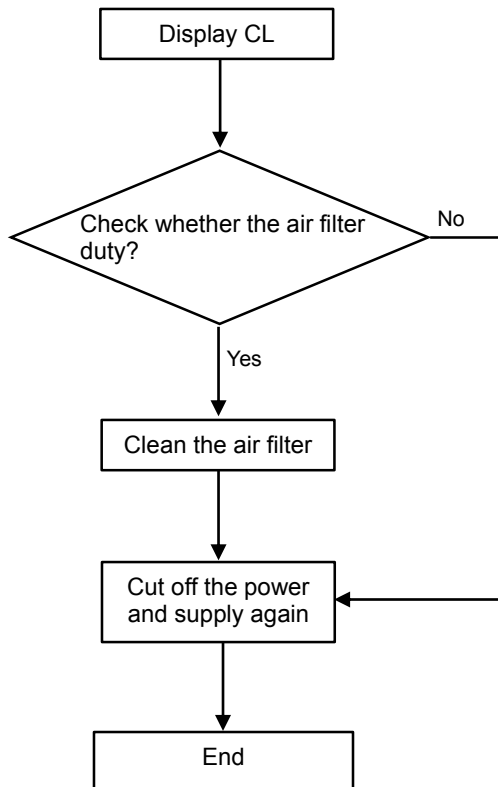 Display CL
Check whether the air filter
duty?
No
Yes
Clean the air filter
Cut off the power
and supply again
End